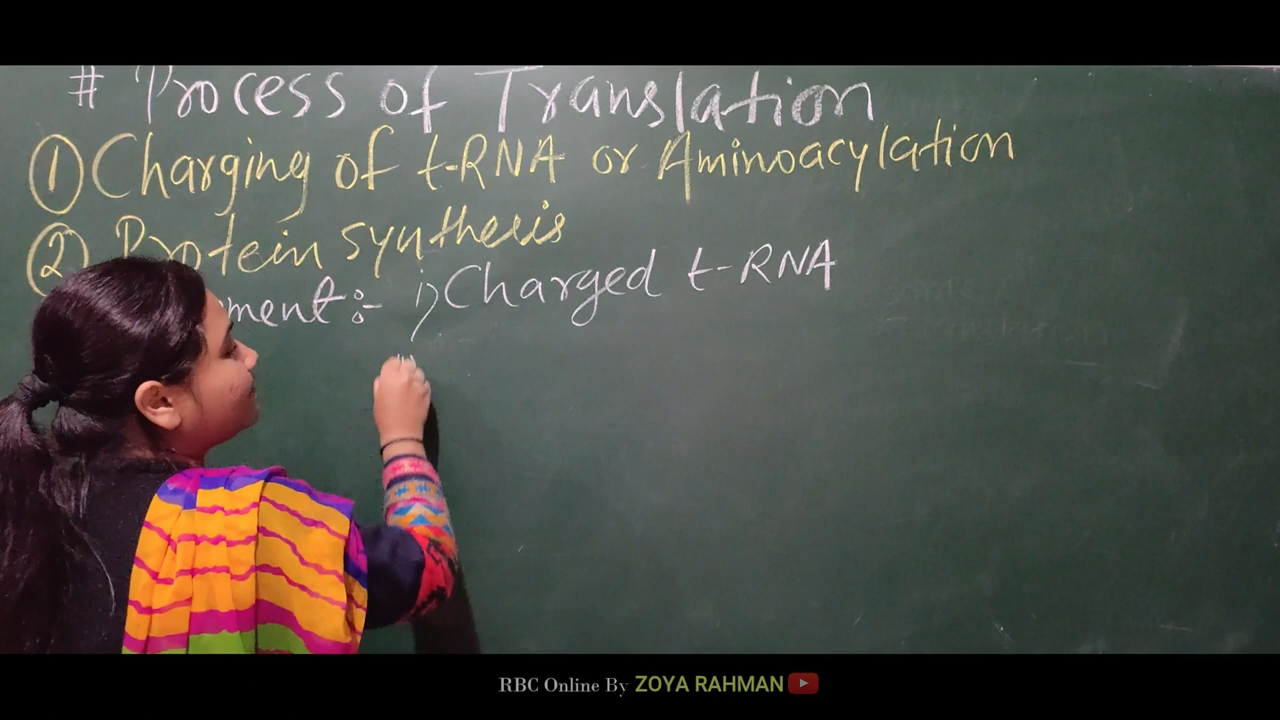 # Process of Translation
① Charging of t-RNA or Aminoacylation
② Protein synthesis
ment :- i) Charged t-RNA
RBC Online By ZOYA RAHMAN